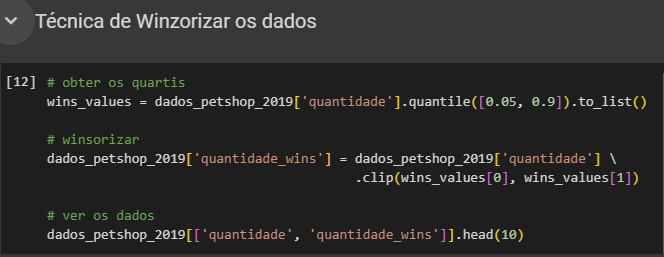 Técnica de Winzorizar os dados
[12] # obter os quartis
wins_values = dados_petshop_2019['quantidade'].quantile([0.05, 0.9]).to_list()
# winsorizar
dados_petshop_2019['quantidade_wins'] = dados_petshop_2019['quantidade'] \
.clip(wins_values[0], wins_values[1])
# ver os dados
dados_petshop_2019[['quantidade', 'quantidade_wins']].head(10)